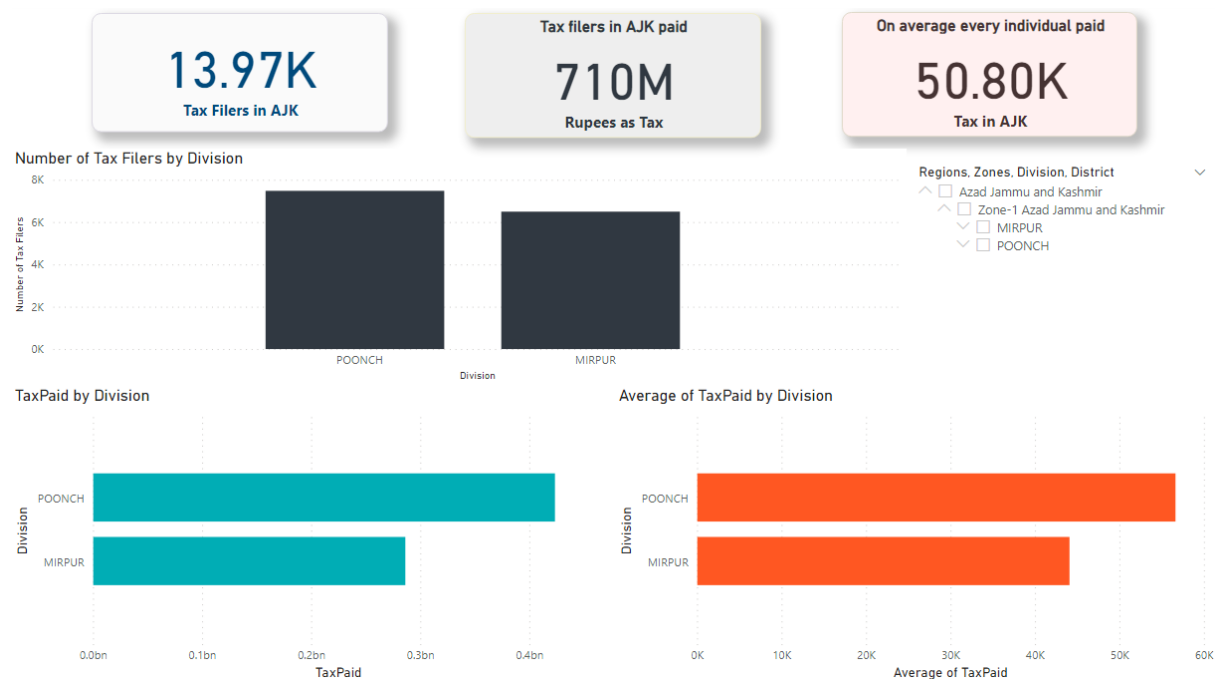 13.97K
Tax Filers in AJK
Tax filers in AJK paid
710M
Rupees as Tax
On average every individual paid
50.80K
Tax in AJK
Number of Tax Filers by Division
8K
6K
4K
2K
0K
Number of Tax Filers
POONCH
MIRPUR
Division
Regions, Zones, Division, District
Azad Jammu and Kashmir
Zone-1 Azad Jammu and Kashmir
MIRPUR
POONCH
TaxPaid by Division
Division
POONCH
MIRPUR
0.0bn
0.1bn
0.2bn
0.3bn
0.4bn
TaxPaid
Average of TaxPaid by Division
Division
POONCH
MIRPUR
0K
10K
20K
30K
40K
50K
60K
Average of TaxPaid